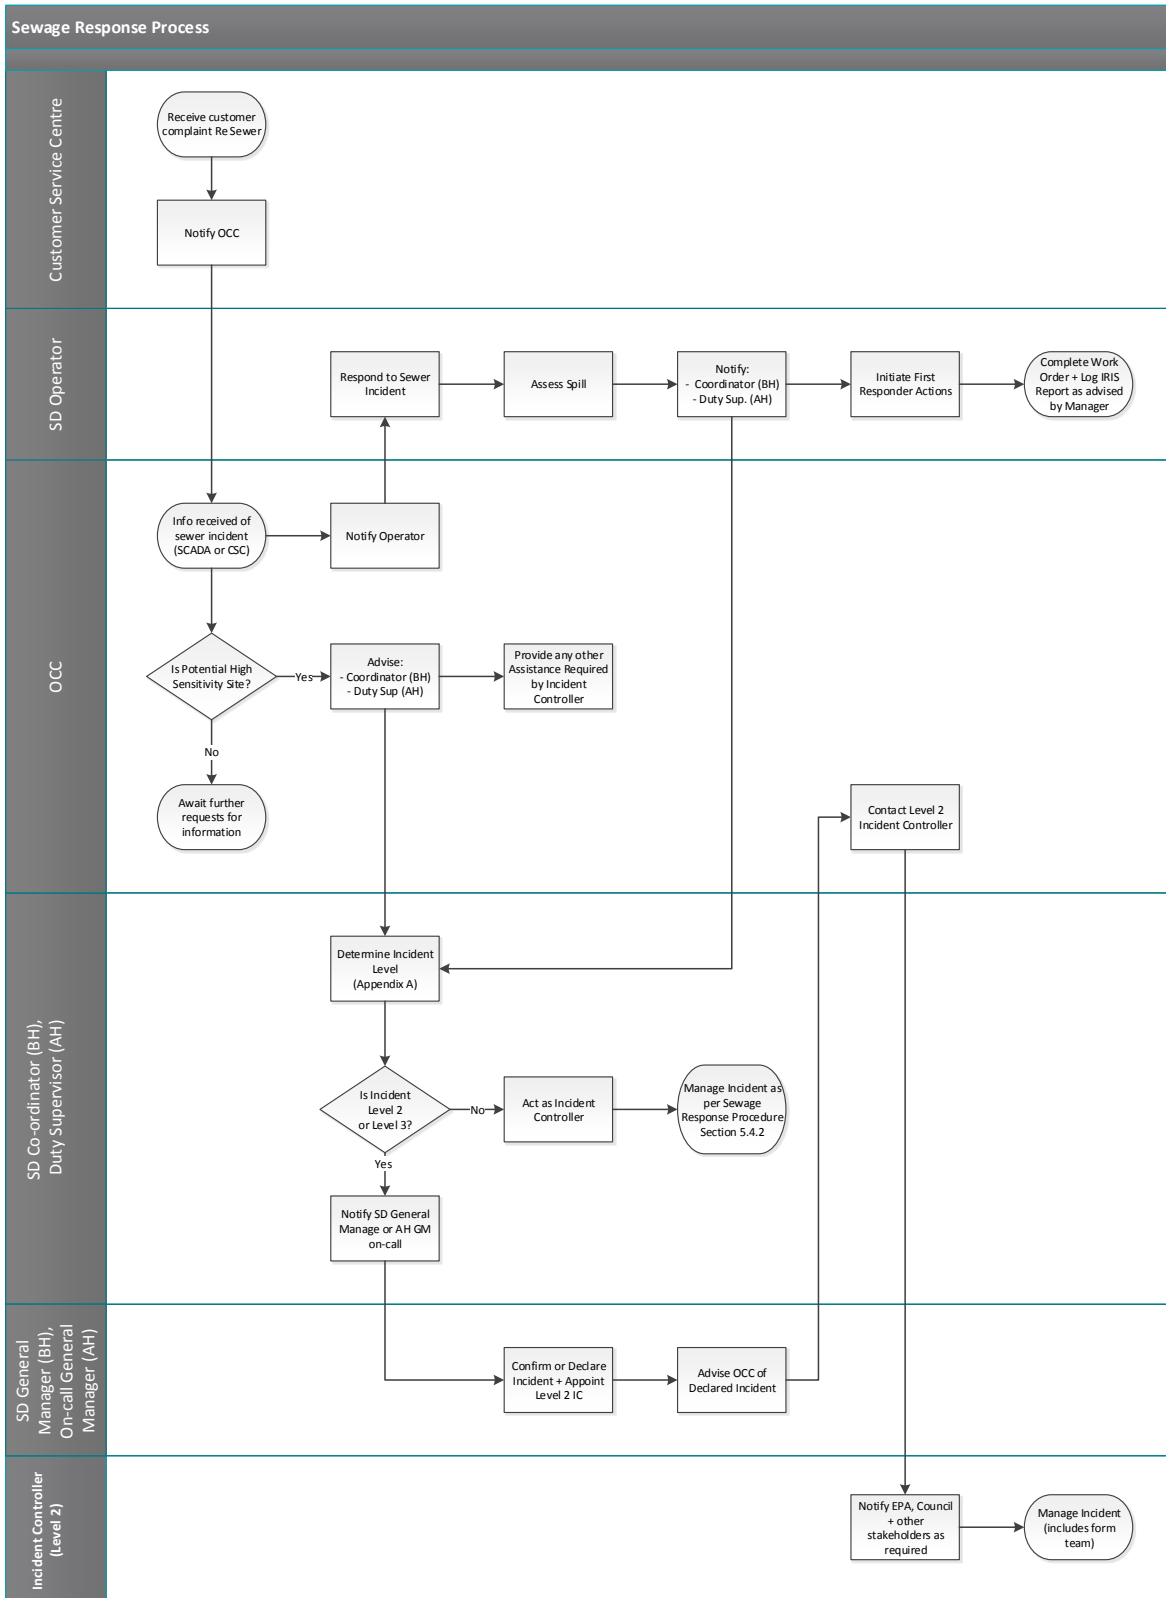 Sewage Response Process
Customer Service Centre
Receive customer
complaint Re Sewer
Notify OCC
SD Operator
Respond to Sewer
Incident
Assess Spill
Notify:
- Coordinator (BH)
- Duty Sup. (AH)
Initiate First
Responder Actions
Complete Work
Order + Log IRIS
Report as advised
by Manager
OCC
Info received of
sewer incident
(SCADA or CSC)
Notify Operator
Is Potential High
Sensitivity Site?
Yes
Advise:
- Coordinator (BH)
- Duty Sup (AH)
Provide any other
Assistance Required
by Incident
Controller
No
Await further
requests for
information
Contact Level 2
Incident Controller
SD Co-ordinator (BH),
Duty Supervisor (AH)
Determine Incident
Level
(Appendix A)
Is Incident
Level 2
or Level 3?
No
Act as Incident
Controller
Manage Incident as
per Sewage
Response Procedure
Section 5.4.2
Yes
Notify SD General
Manage or AH GM
on-call
SD General
Manager (BH),
On-call General
Manager (AH)
Confirm or Declare
Incident + Appoint
Level 2 IC
Advise OCC of
Declared Incident
Incident Controller
(Level 2)
Notify EPA, Council
+ other
stakeholders as
required
Manage Incident
(includes form
team)